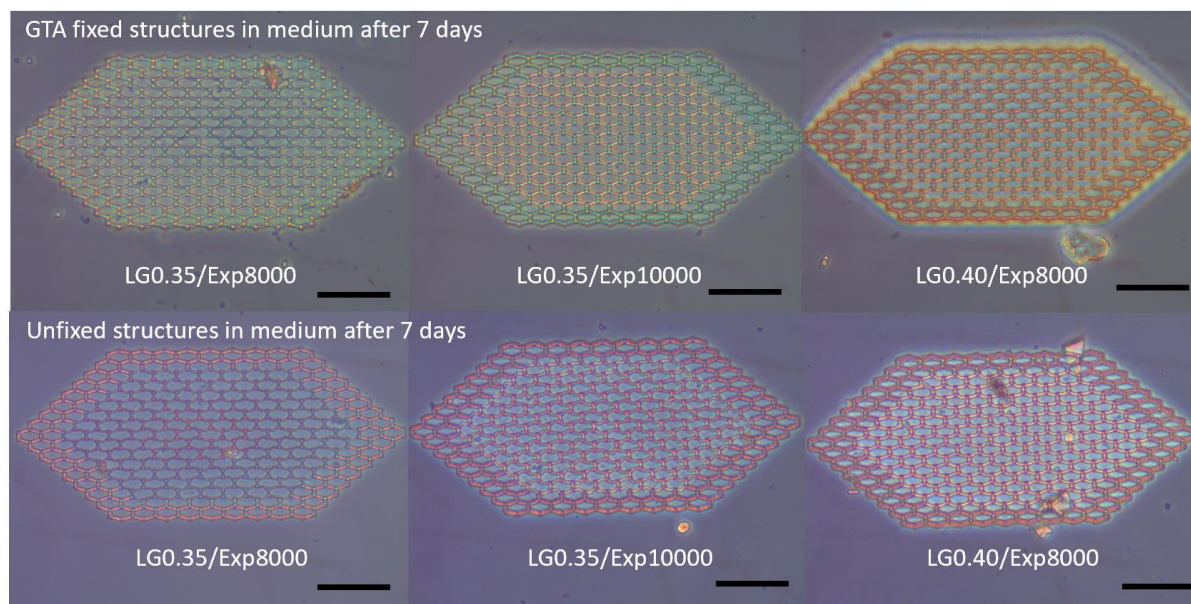 GTA fixed structures in medium after 7 days
LG0.35/Exp8000
LG0.35/Exp10000
LG0.40/Exp8000
Unfixed structures in medium after 7 days
LG0.35/Exp8000
LG0.35/Exp10000
LG0.40/Exp8000